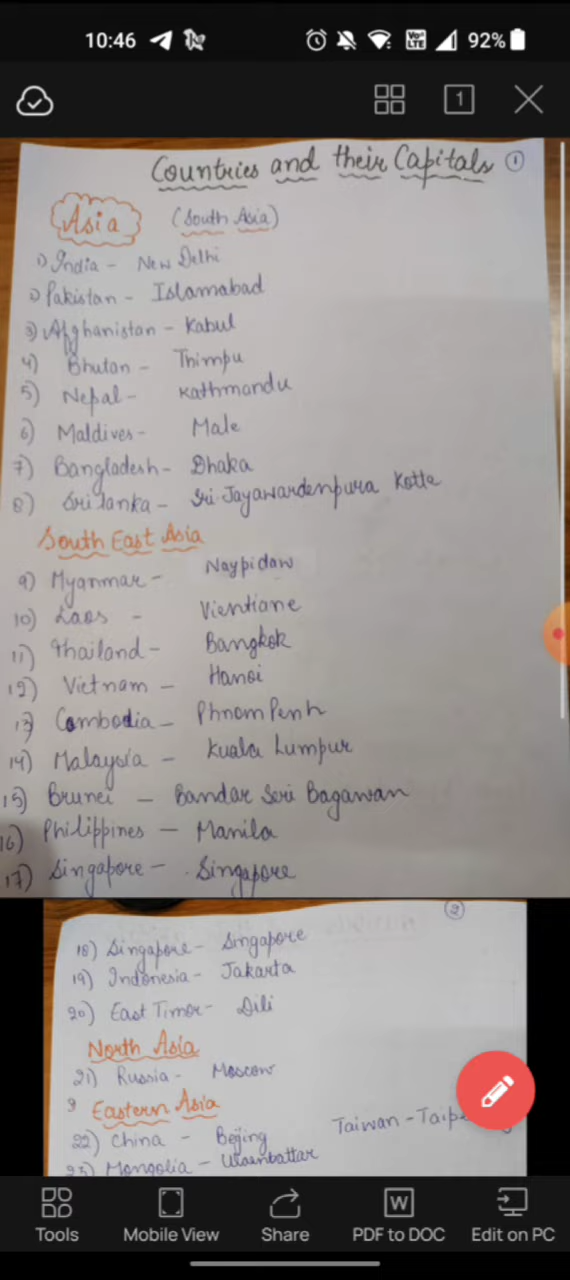 10:46 92%
1
Countries and their Capitals ①
Asia (South Asia)
1) India - New Delhi
2) Pakistan - Islamabad
3) Afghanistan - Kabul
4) Bhutan - Thimpu
5) Nepal - Kathmandu
6) Maldives - Male
7) Bangladesh - Dhaka
8) Sri lanka - Sri Jayawardenpura Kotte
South East Asia
9) Myanmar - Naypidaw
10) Laos - Vientiane
11) Thailand - Bangkok
12) Vietnam - Hanoi
13) Cambodia - Phnom Penh
14) Malaysia - Kuala Lumpur
15) Brunei - Bandar Seri Bagawan
16) Philippines - Manila
17) Singapore - Singapore
②
18) Singapore - Singapore
19) Indonesia - Jakarta
20) East Timor - Dili
North Asia
21) Russia - Moscow
Eastern Asia
22) China - Beijing Taiwan -
23) Mongolia - Ulaanbattar
Tools Mobile View Share PDF to DOC Edit on PC